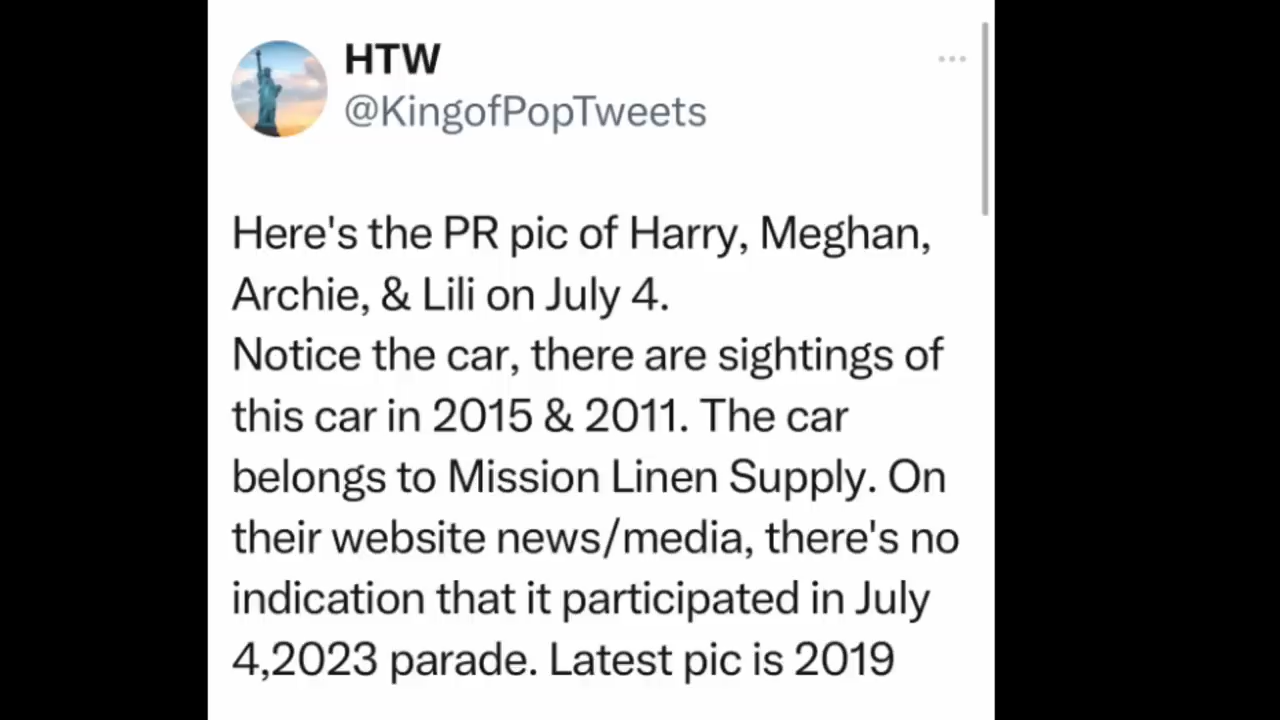 HTW
@KingofPopTweets
Here's the PR pic of Harry, Meghan,
Archie, & Lili on July 4.
Notice the car, there are sightings of
this car in 2015 & 2011. The car
belongs to Mission Linen Supply. On
their website news/media, there's no
indication that it participated in July
4,2023 parade. Latest pic is 2019